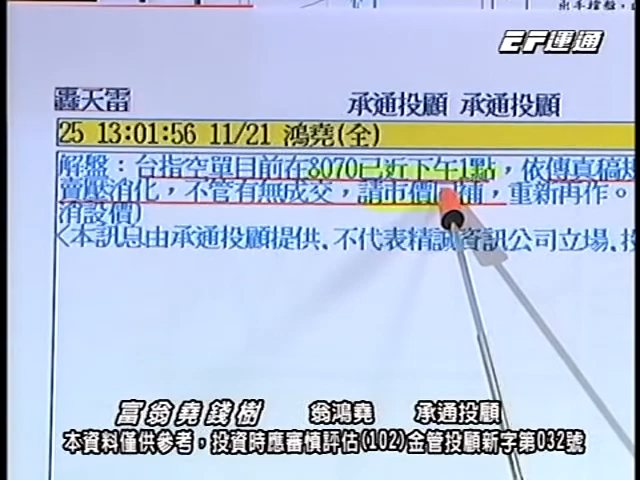 ET運通
轟天雷 承通投顧 承通投顧
25 13:01:56 11/21 鴻堯(全)
解盤：台指空單目前在8070已近下午1點，依傳真稿規
賣壓消化，不管有無成交，請市價回補，重新再作。
消設價)
<本訊息由承通投顧提供、不代表精誠資訊公司立場、投
富翁堯錢樹 翁鴻堯 承通投顧
本資料僅供參考，投資時應審慎評估(102)金管投顧新字第032號